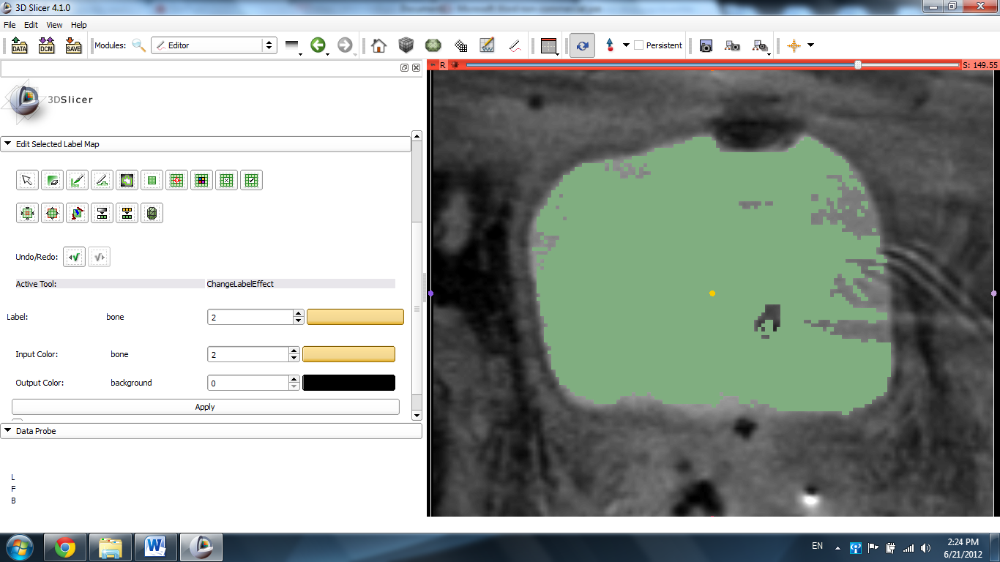 3D Slicer 4.1.0
File Edit View Help
DATA DCM SAVE Modules: Editor Persistent
R S: 149.55
3DSlicer
Edit Selected Label Map
Undo/Redo:
Active Tool: ChangeLabelEffect
Label: bone 2
Input Color: bone 2
Output Color: background 0
Apply
Data Probe
L
F
B
EN 2:24 PM
6/21/2012